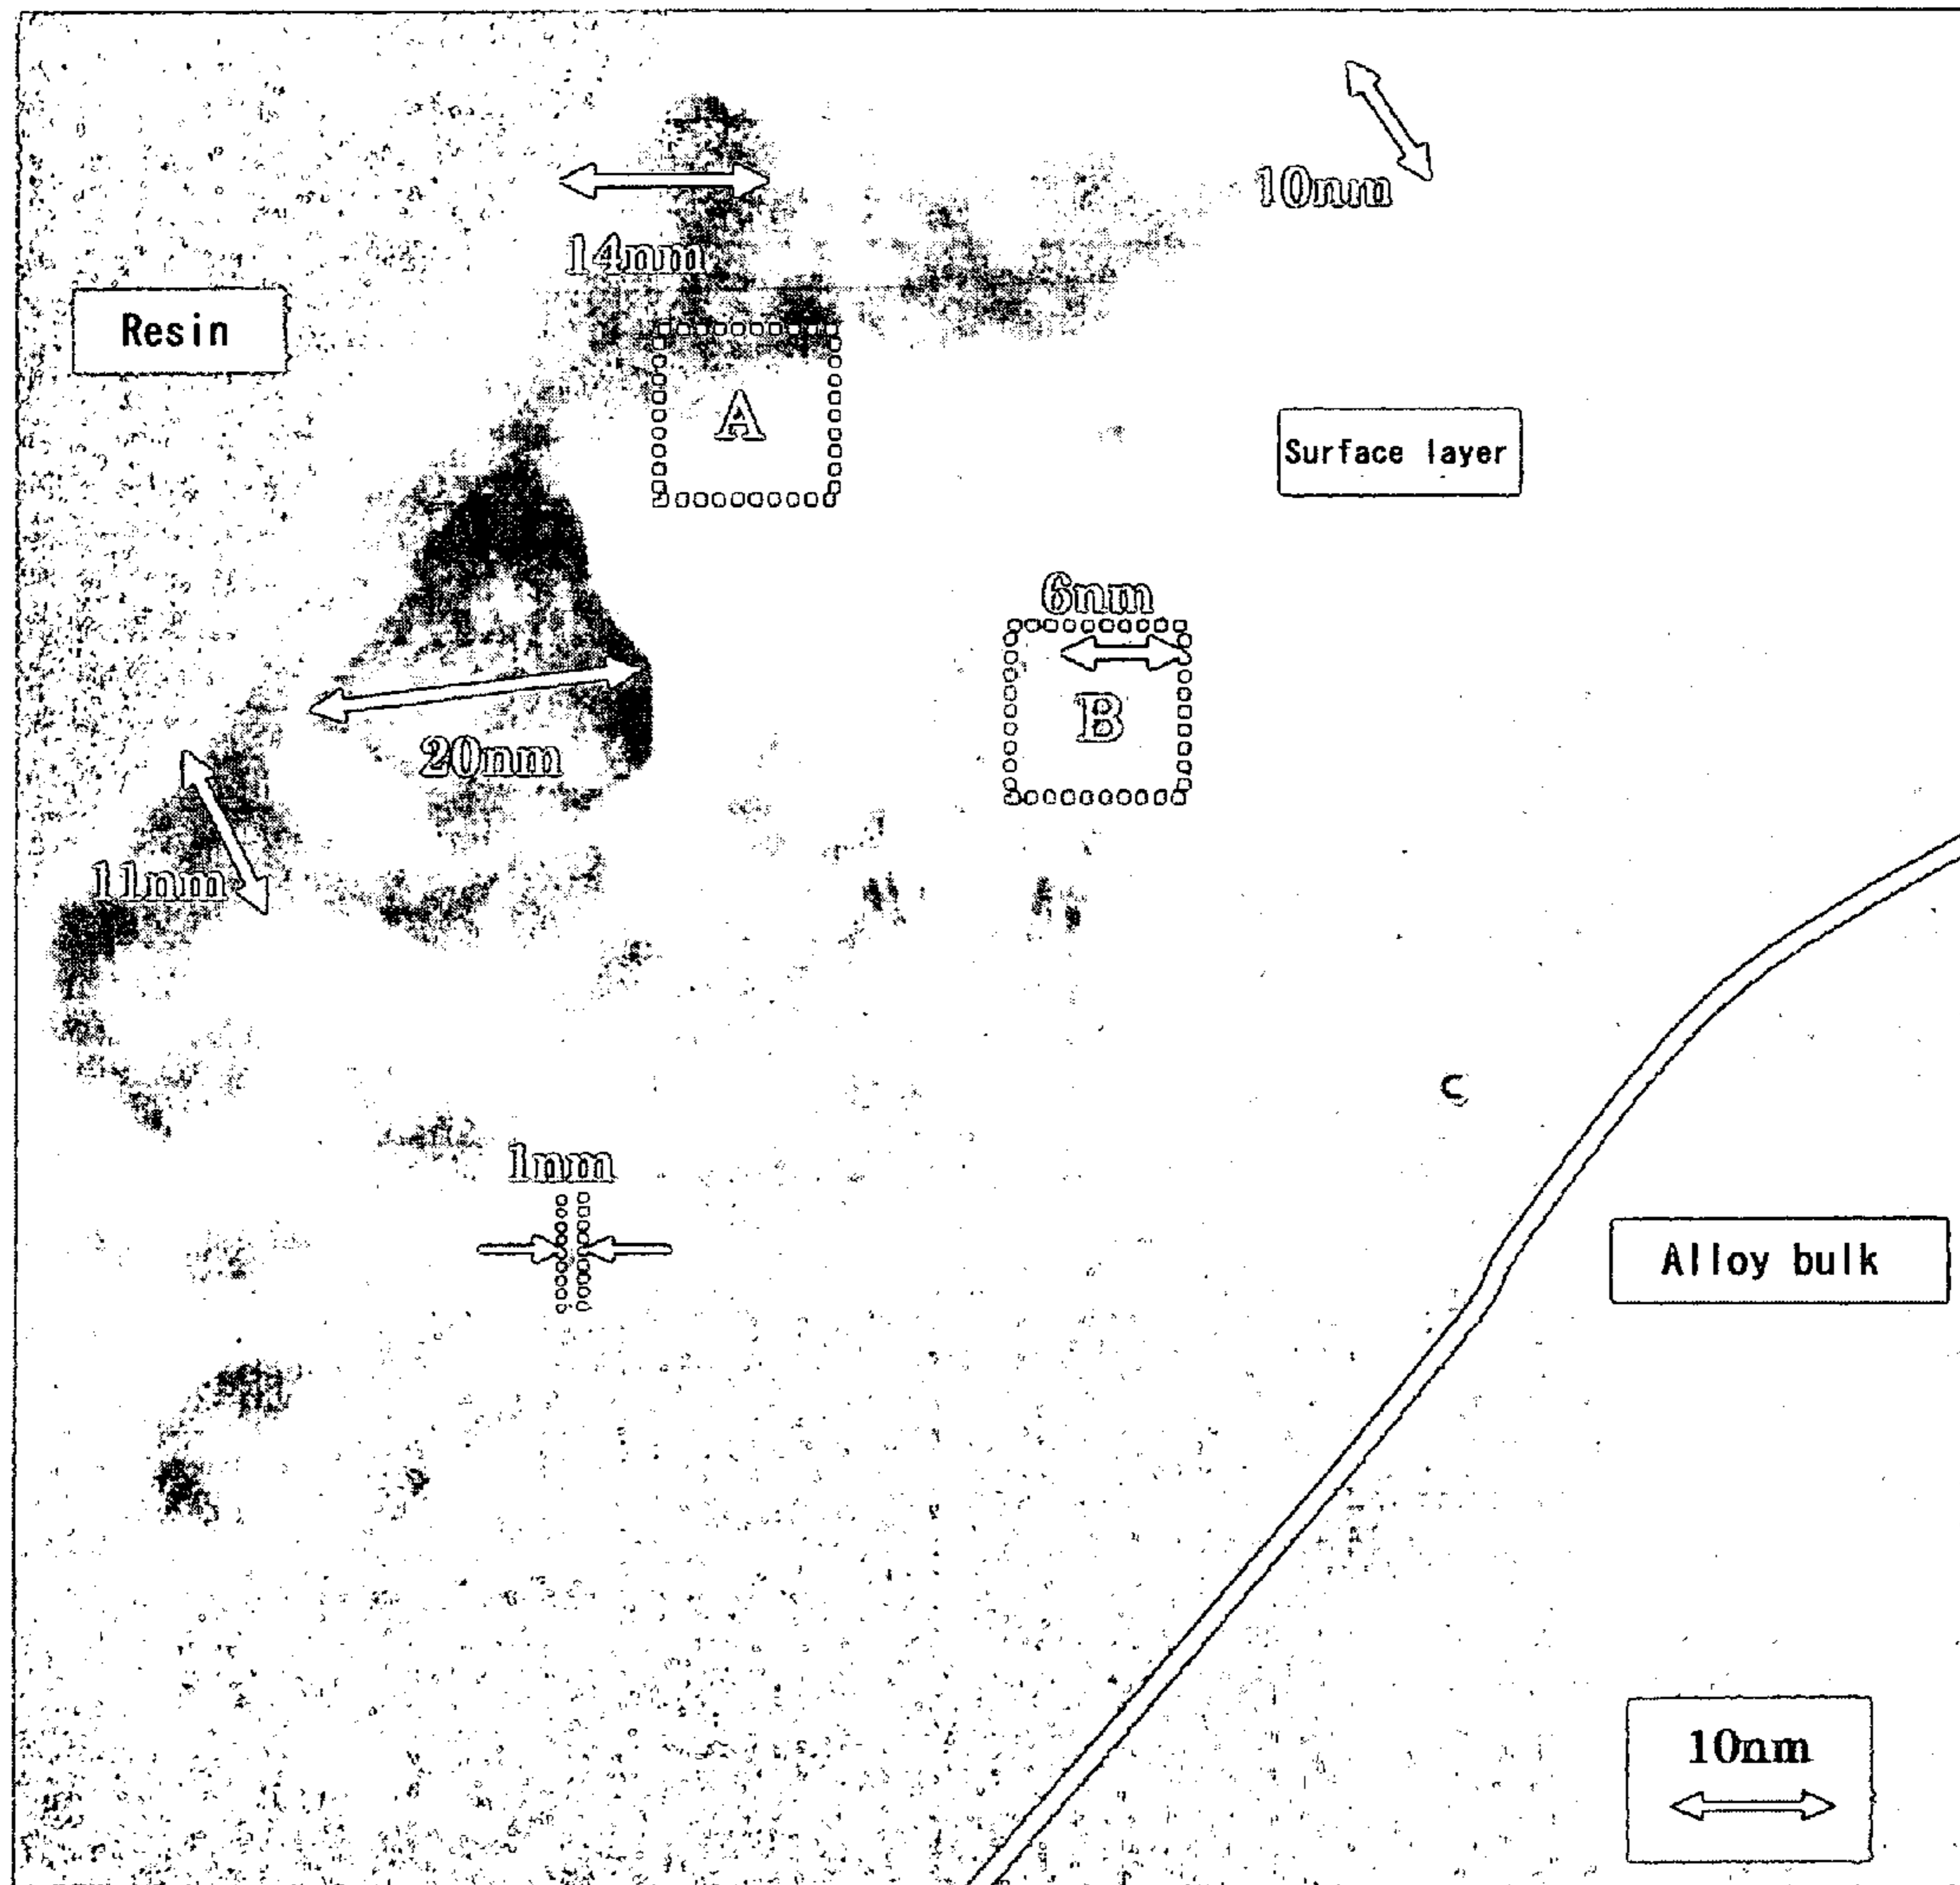 10nm
14nm
Resin
A
Surface layer
6nm
B
20nm
11nm
C
1nm
Alloy bulk
10nm